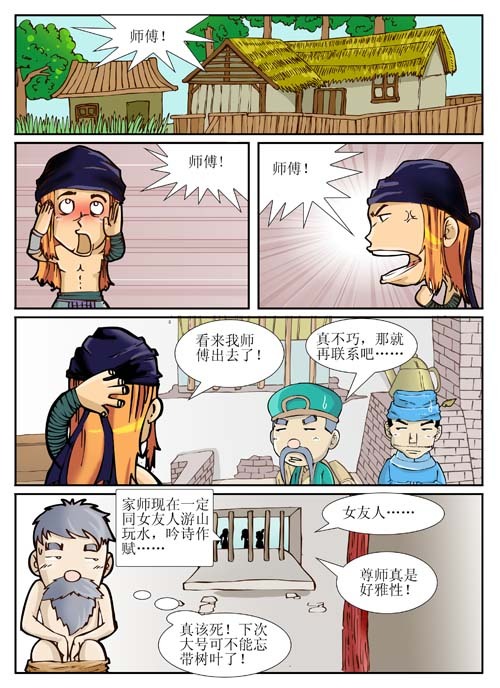 师傅！
师傅！
师傅！
看来我师
傅出去了！
真不巧，那就
再联系吧……
家师现在一定
同女友人游山
玩水，吟诗作
赋……
女友人……
尊师真是
好雅性！
真该死！下次
大号可不能忘
带树叶了！